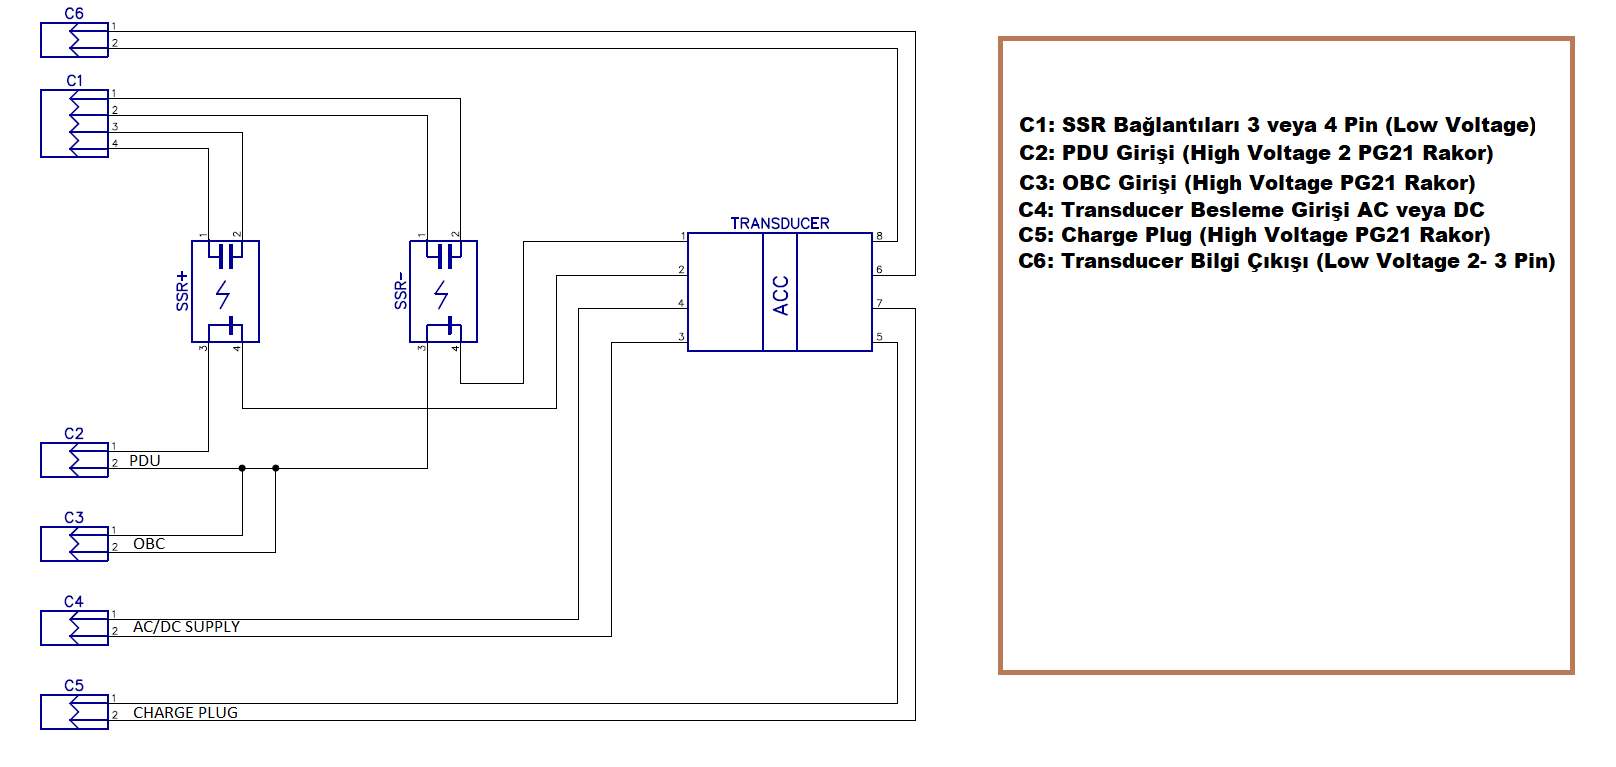 C6
1
2
C1
1
2
3
4
1 2
SSR+
3 4
1 2
SSR-
3 4
TRANSDUCER
ACC
1
2
4
3
8
6
7
5
C2
1
2 PDU
C3
1
2 OBC
C4
1
2 AC/DC SUPPLY
C5
1
2 CHARGE PLUG
C1: SSR Bağlantıları 3 veya 4 Pin (Low Voltage)
C2: PDU Girişi (High Voltage 2 PG21 Rakor)
C3: OBC Girişi (High Voltage PG21 Rakor)
C4: Transducer Besleme Girişi AC veya DC
C5: Charge Plug (High Voltage PG21 Rakor)
C6: Transducer Bilgi Çıkışı (Low Voltage 2- 3 Pin)